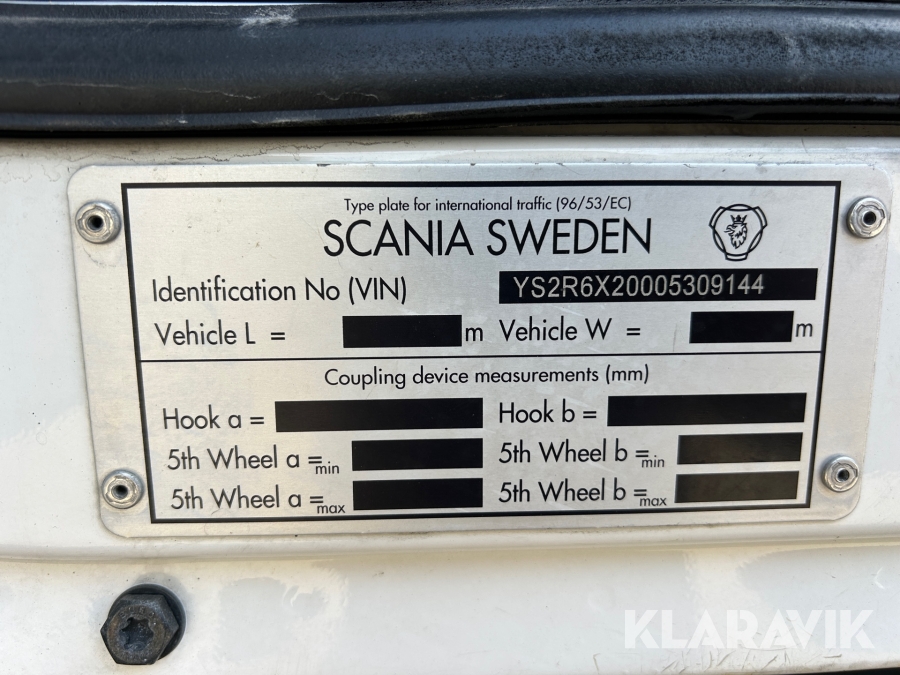 Type plate for international traffic (96/53/EC)
SCANIA SWEDEN
Identification No (VIN) YS2R6X20005309144
Vehicle L = m Vehicle W = m
Coupling device measurements (mm)
Hook a = Hook b =
5th Wheel a =min 5th Wheel b =min
5th Wheel a =max 5th Wheel b =max
KLARAVIK